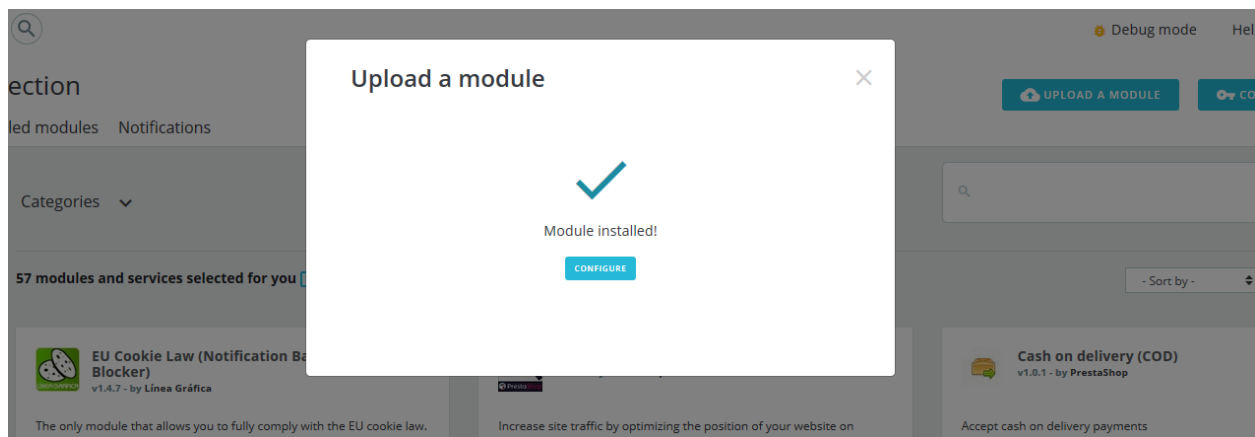 Debug mode
Hel
ection
UPLOAD A MODULE
CO
led modules Notifications
Upload a module
Module installed!
CONFIGURE
Categories
57 modules and services selected for you
- Sort by -
EU Cookie Law (Notification Ba
Blocker)
v1.4.7 - by Línea Gráfica
The only module that allows you to fully comply with the EU cookie law.
Increase site traffic by optimizing the position of your website on
Cash on delivery (COD)
v1.0.1 - by PrestaShop
Accept cash on delivery payments